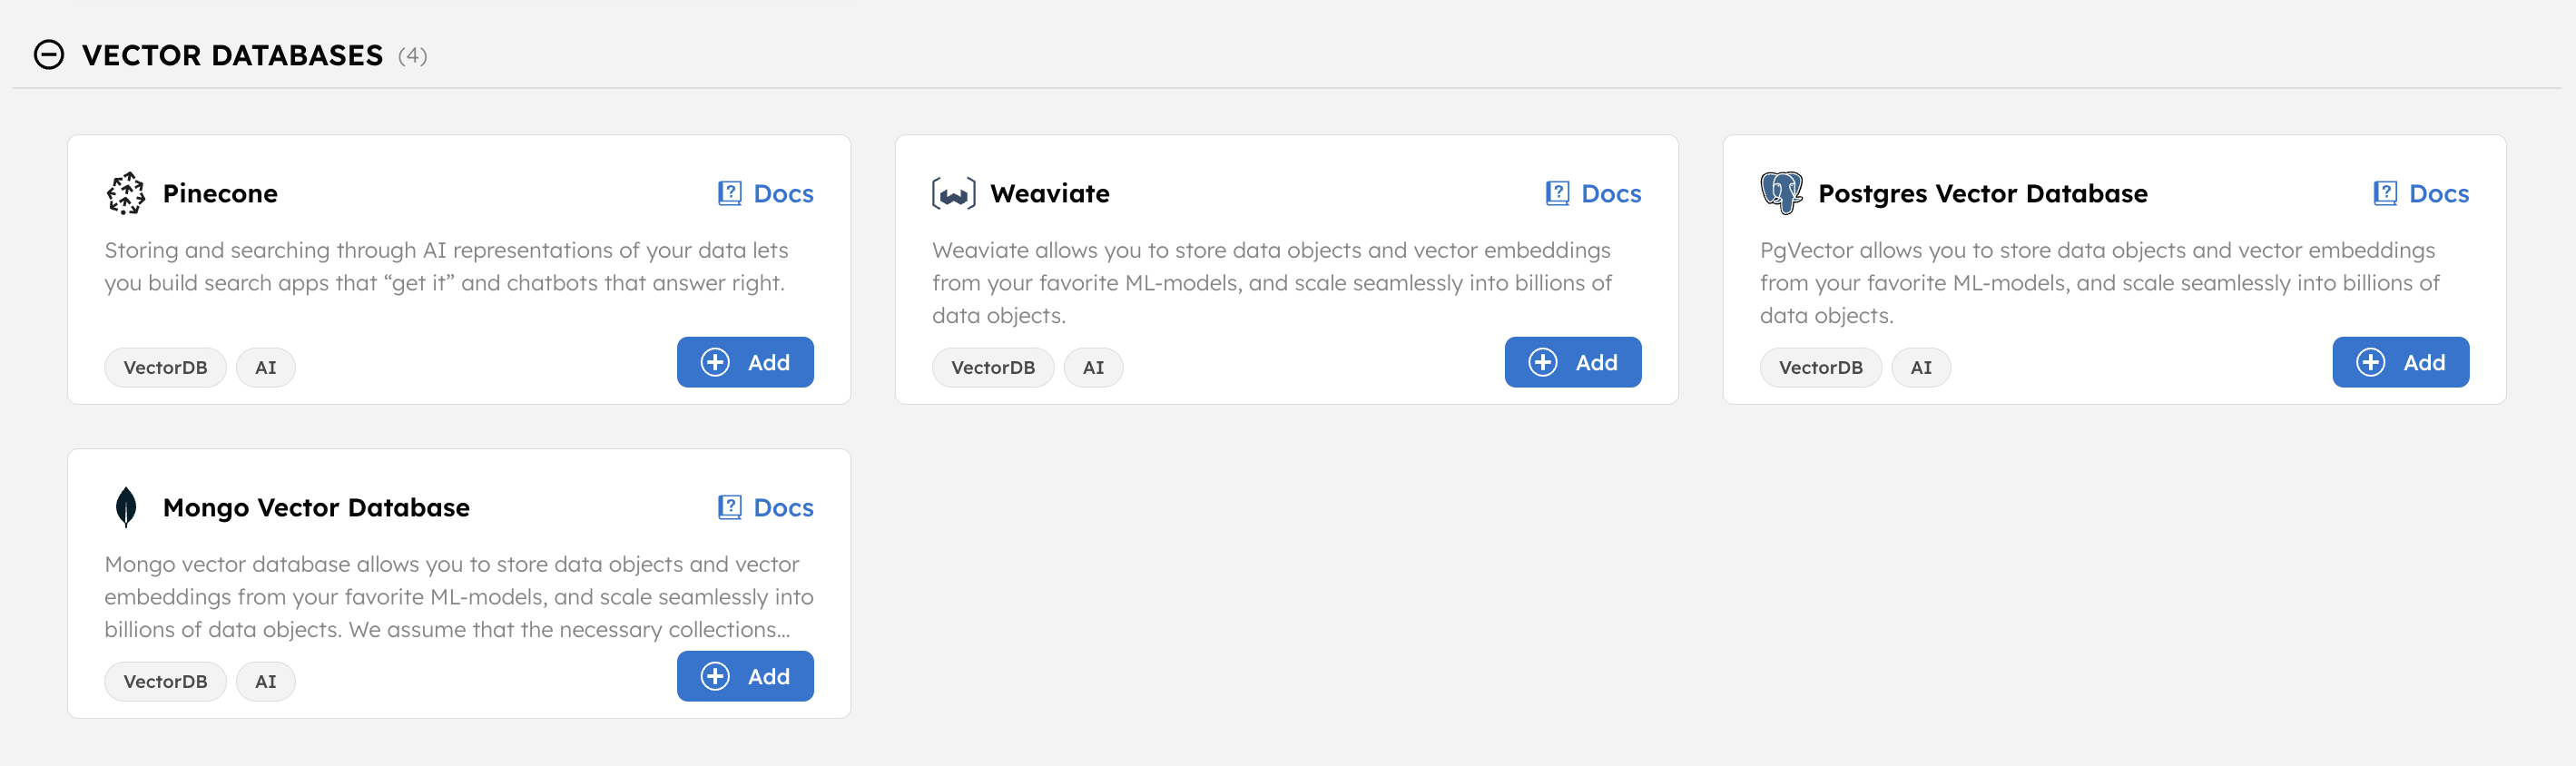 VECTOR DATABASES (4)
Pinecone
Docs
Storing and searching through AI representations of your data lets
you build search apps that “get it” and chatbots that answer right.
VectorDB
AI
Add
Weaviate
Docs
Weaviate allows you to store data objects and vector embeddings
from your favorite ML-models, and scale seamlessly into billions of
data objects.
VectorDB
AI
Add
Postgres Vector Database
Docs
PgVector allows you to store data objects and vector embeddings
from your favorite ML-models, and scale seamlessly into billions of
data objects.
VectorDB
AI
Add
Mongo Vector Database
Docs
Mongo vector database allows you to store data objects and vector
embeddings from your favorite ML-models, and scale seamlessly into
billions of data objects. We assume that the necessary collections...
VectorDB
AI
Add